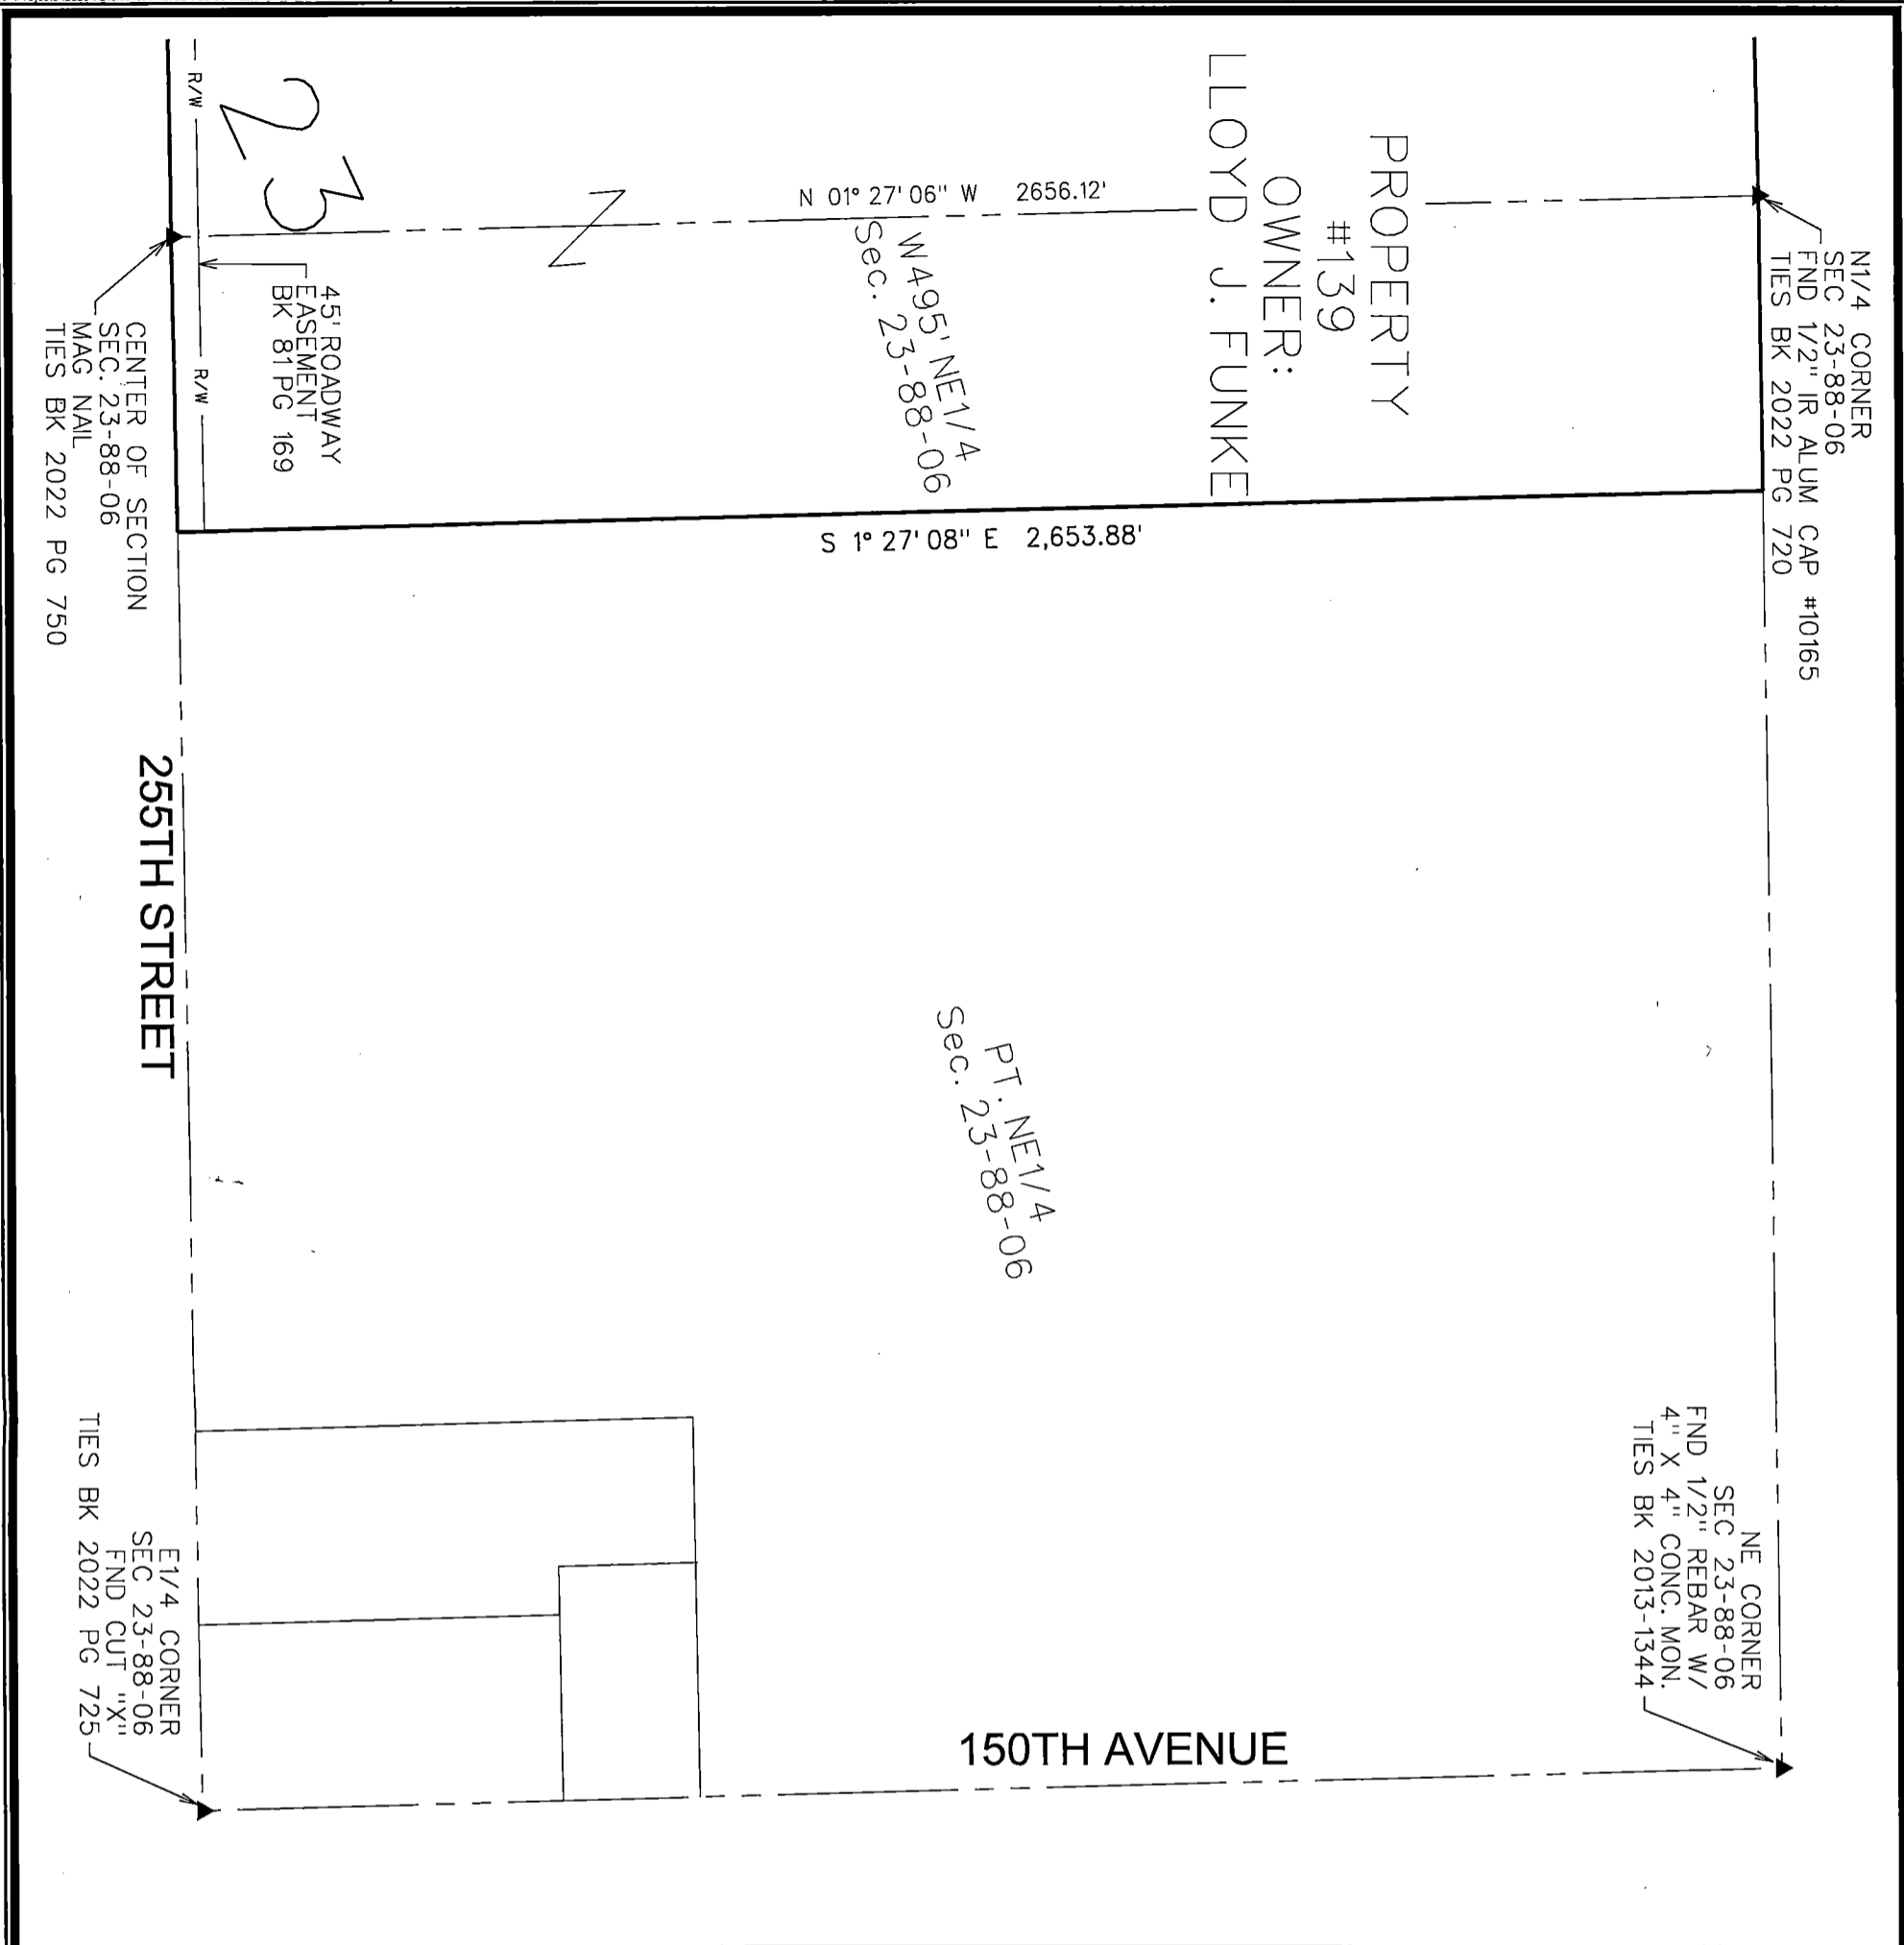 N1/4 CORNER
SEC 23-88-06
FND 1/2" IR ALUM CAP #10165
TIES BK 2022 PG 720
PROPERTY
#139
OWNER:
LLOYD J. FUNKE
N 01° 27' 06" W 2656.12'
W495' NE1/4
Sec. 23-88-06
S 1° 27' 08" E 2,653.88'
23
R/W
R/W
45' ROADWAY
EASEMENT
BK 81 PG 169
CENTER OF SECTION
SEC. 23-88-06
MAG NAIL
TIES BK 2022 PG 750
255TH STREET
PT. NE1/4
Sec. 23-88-06
NE CORNER
SEC 23-88-06
FND 1/2" REBAR W/
4" X 4" CONC. MON.
TIES BK 2013-1344
150TH AVENUE
E1/4 CORNER
SEC 23-88-06
FND CUT "X"
TIES BK 2022 PG 725